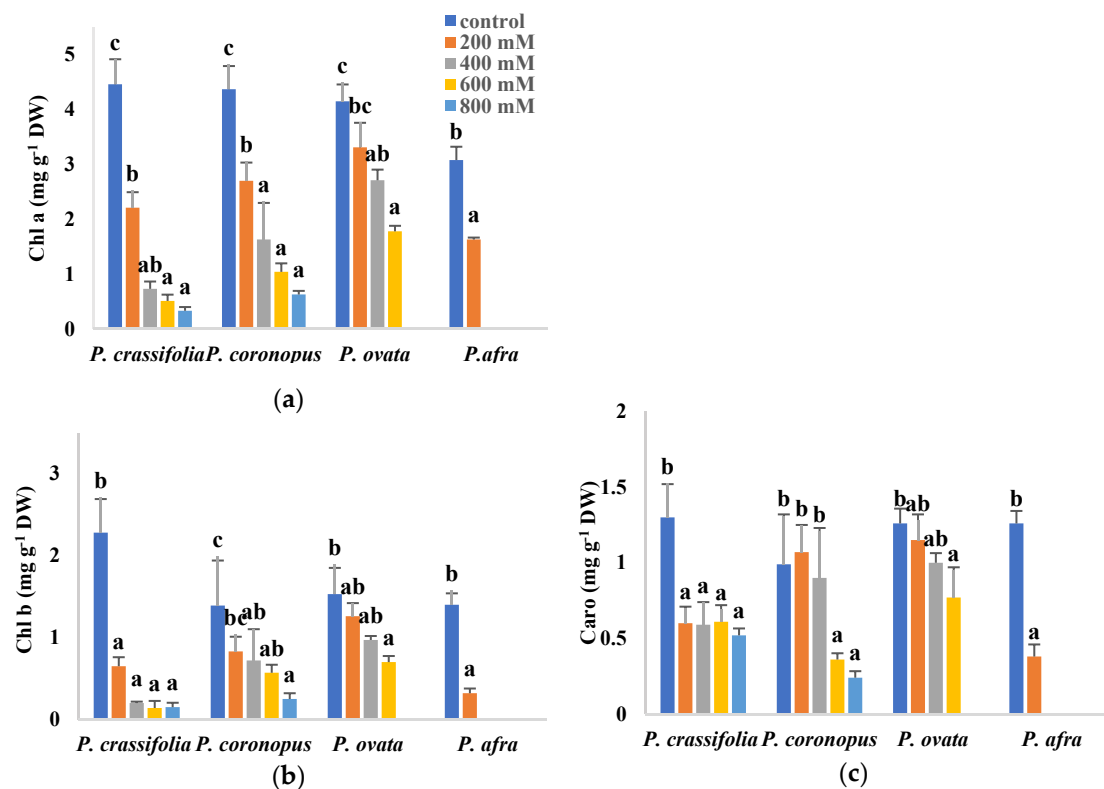 control
200 mM
400 mM
600 mM
800 mM
Chl a (mg g-1 DW)
5
4
3
2
1
0
c b ab a a
c b a a a
c bc ab a
b a
P. crassifolia P. coronopus P. ovata P.afra
(a)
Chl b (mg g-1 DW)
3
2
1
0
b a a a a
c bc ab ab a
b ab ab a
b a
P. crassifolia P. coronopus P. ovata P. afra
(b)
Caro (mg g-1 DW)
2
1.5
1
0.5
0
b a a a a
b b b a a
b ab ab a
b a
P. crassifolia P. coronopus P. ovata P. afra
(c)